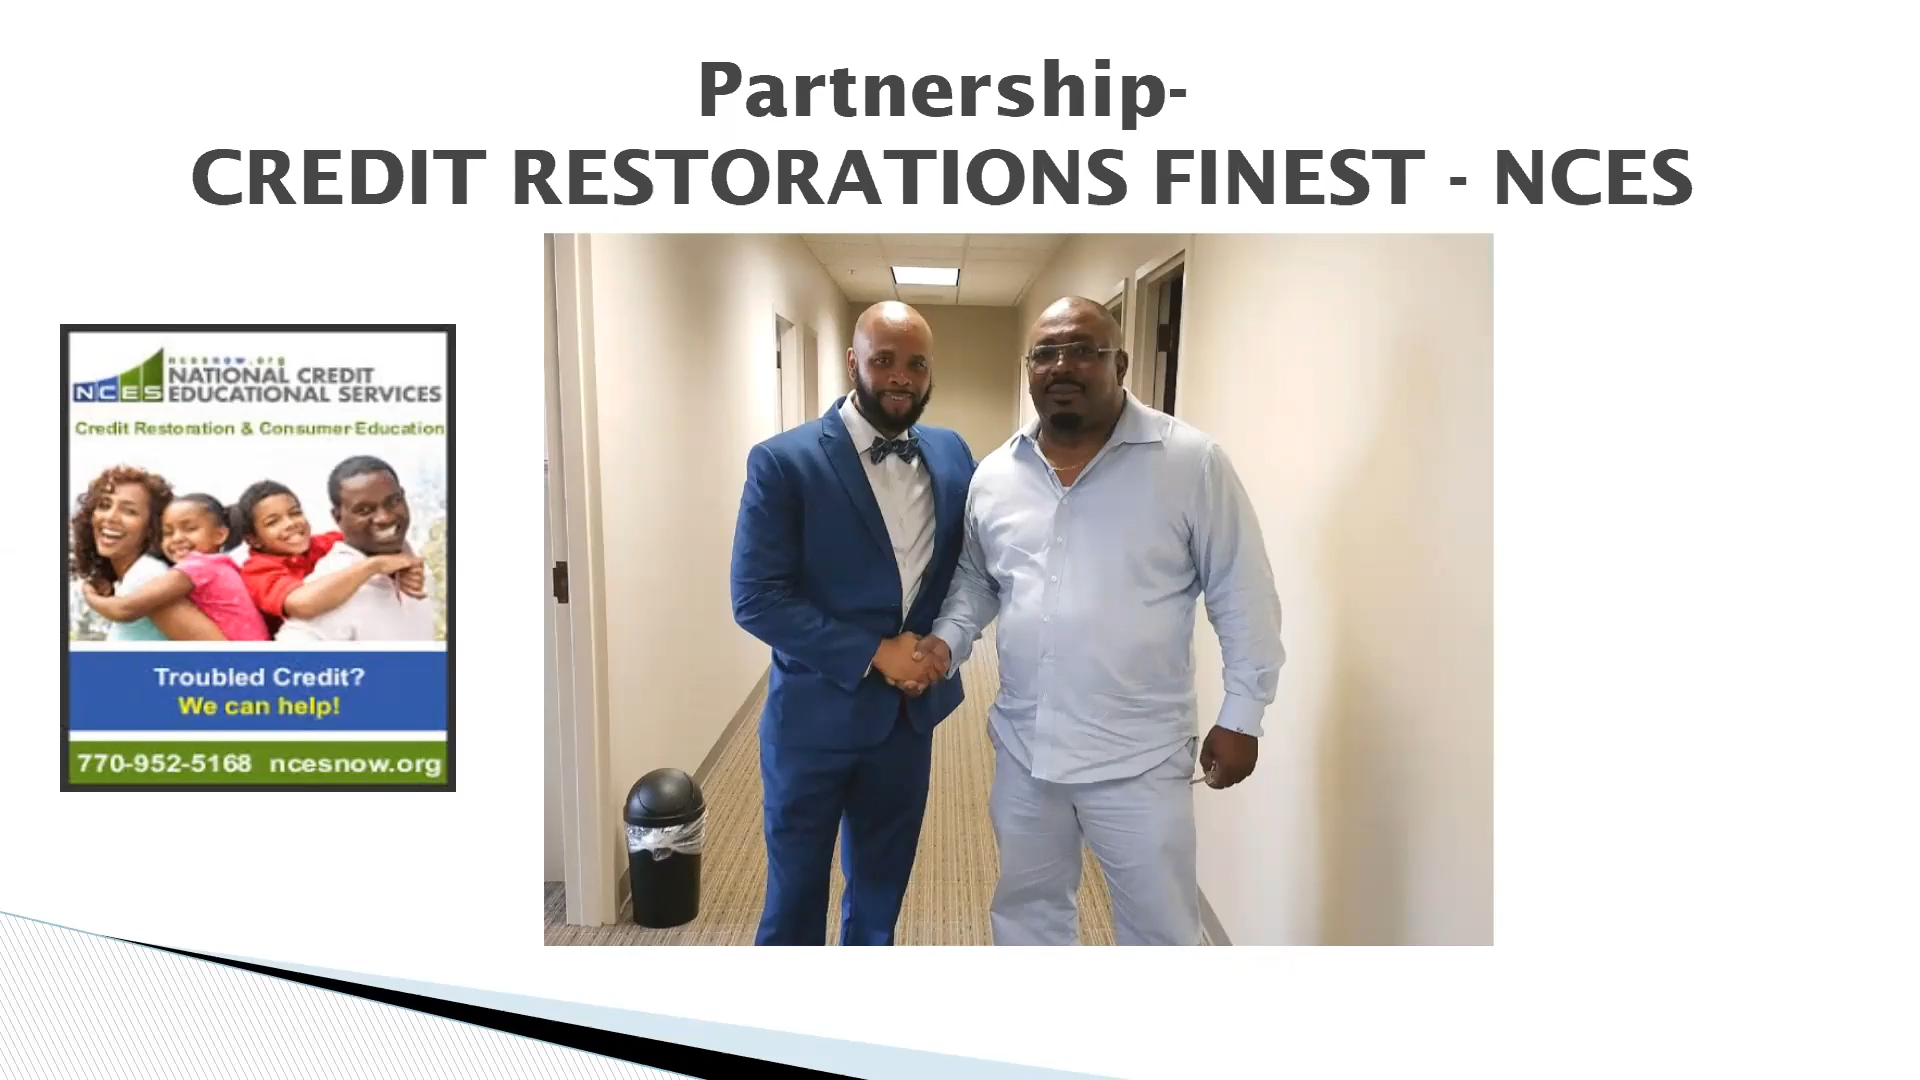 Partnership-
CREDIT RESTORATIONS FINEST - NCES
ncesnow.org
NCES
NATIONAL CREDIT
EDUCATIONAL SERVICES
Credit Restoration & Consumer Education
Troubled Credit?
We can help!
770-952-5168 ncesnow.org